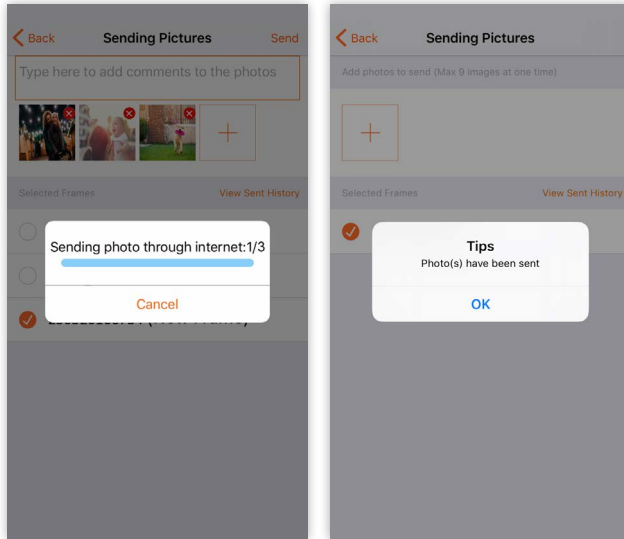 Back
Sending Pictures
Send
Type here to add comments to the photos
Selected Frames
View Sent History
Sending photo through internet:1/3
Cancel
Back
Sending Pictures
Add photos to send (Max 9 images at one time)
Selected Frames
View Sent History
Tips
Photo(s) have been sent
OK